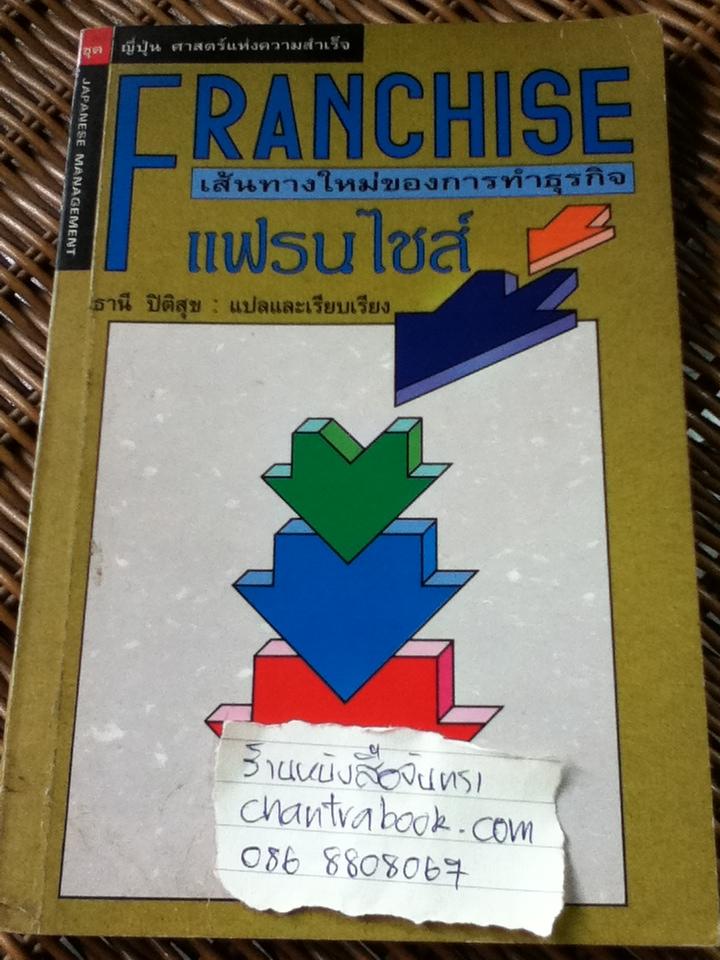 ชุด ญี่ปุ่น ศาสตร์แห่งความสำเร็จ
JAPANESE MANAGEMENT
FRANCHISE
เส้นทางใหม่ของการทำธุรกิจ
แฟรนไชส์
ธานี ปิติสุข : แปลและเรียบเรียง
ร้านหนังสือจันทรา
chantrabook.com
086 8808067